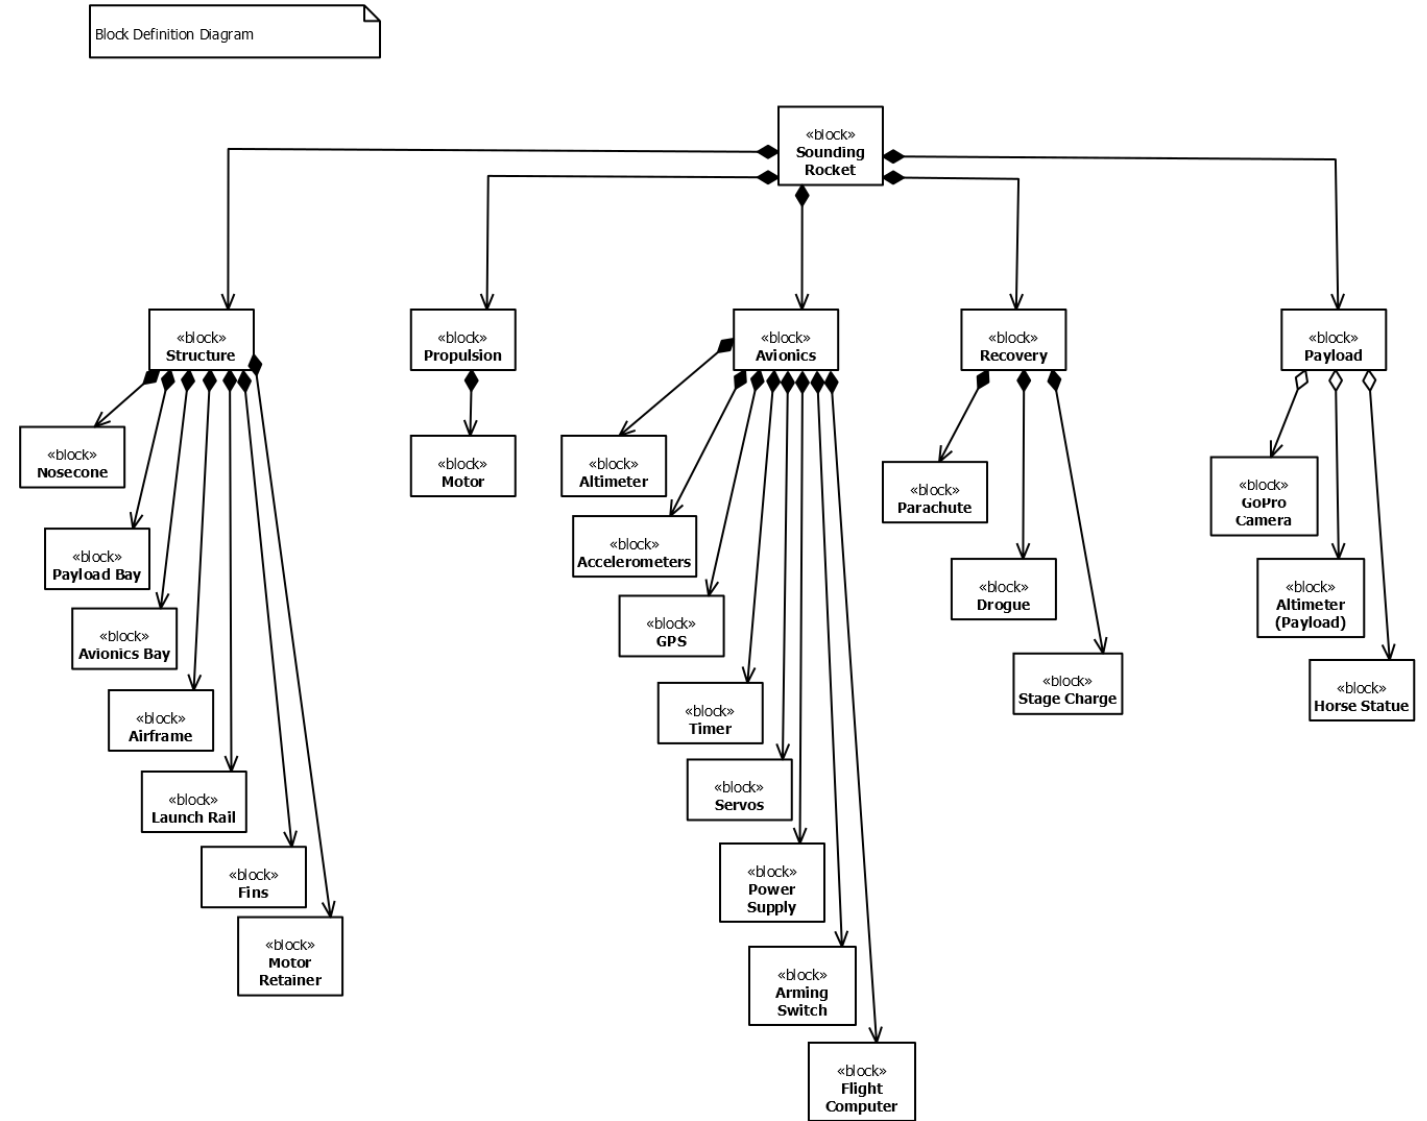 Block Definition Diagram
«block»
Sounding
Rocket
«block»
Structure
«block»
Propulsion
«block»
Avionics
«block»
Recovery
«block»
Payload
«block»
Nosecone
«block»
Payload Bay
«block»
Avionics Bay
«block»
Airframe
«block»
Launch Rail
«block»
Fins
«block»
Motor
Retainer
«block»
Motor
«block»
Altimeter
«block»
Accelerometers
«block»
GPS
«block»
Timer
«block»
Servos
«block»
Power
Supply
«block»
Arming
Switch
«block»
Flight
Computer
«block»
Parachute
«block»
Drogue
«block»
Stage Charge
«block»
GoPro
Camera
«block»
Altimeter
(Payload)
«block»
Horse Statue